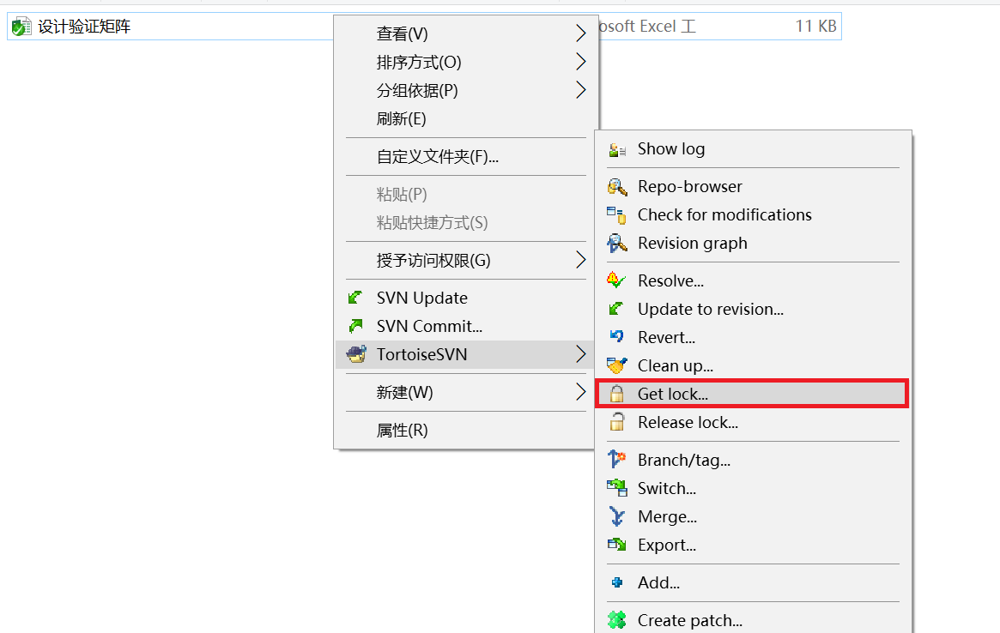 设计验证矩阵
osoft Excel 工
11 KB
查看(V)
排序方式(O)
分组依据(P)
刷新(E)
自定义文件夹(F)...
粘贴(P)
粘贴快捷方式(S)
授予访问权限(G)
SVN Update
SVN Commit...
TortoiseSVN
新建(W)
属性(R)
Show log
Repo-browser
Check for modifications
Revision graph
Resolve...
Update to revision...
Revert...
Clean up...
Get lock...
Release lock...
Branch/tag...
Switch...
Merge...
Export...
Add...
Create patch...